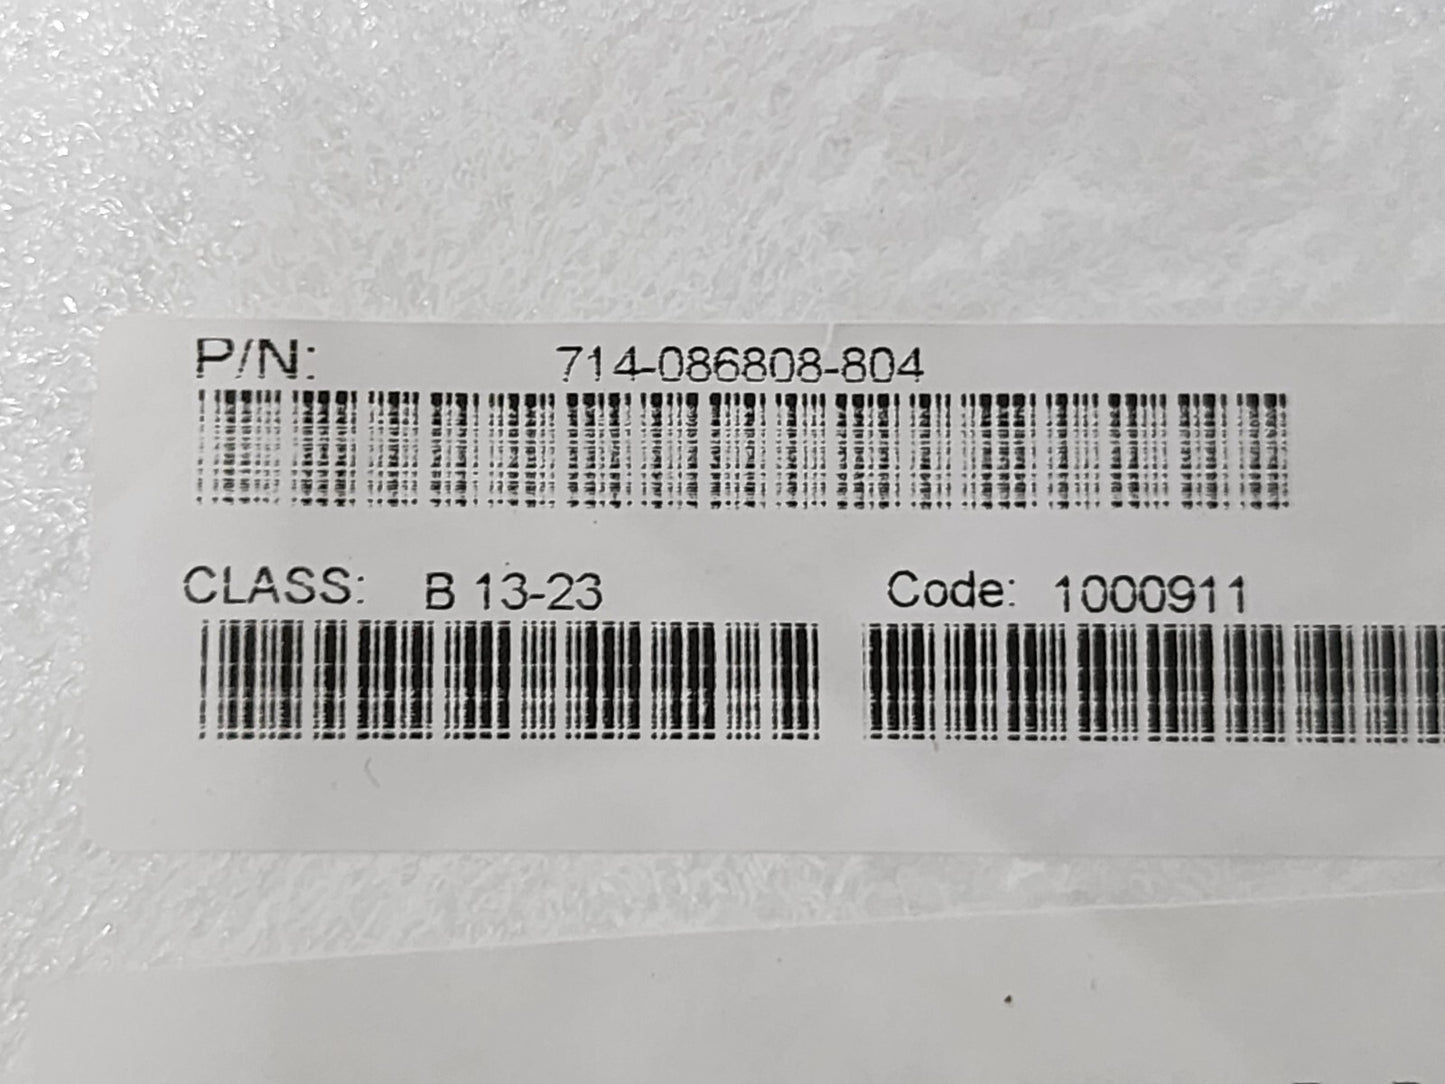 P/N: 714-086808-804
CLASS: B 13-23 Code: 1000911